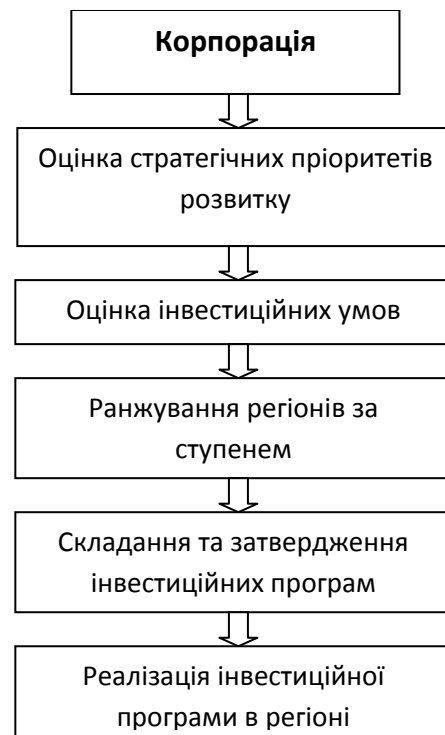 Корпорація
Оцінка стратегічних пріоритетів
розвитку
Оцінка інвестиційних умов
Ранжування регіонів за
ступенем
Складання та затвердження
інвестиційних програм
Реалізація інвестиційної
програми в регіоні